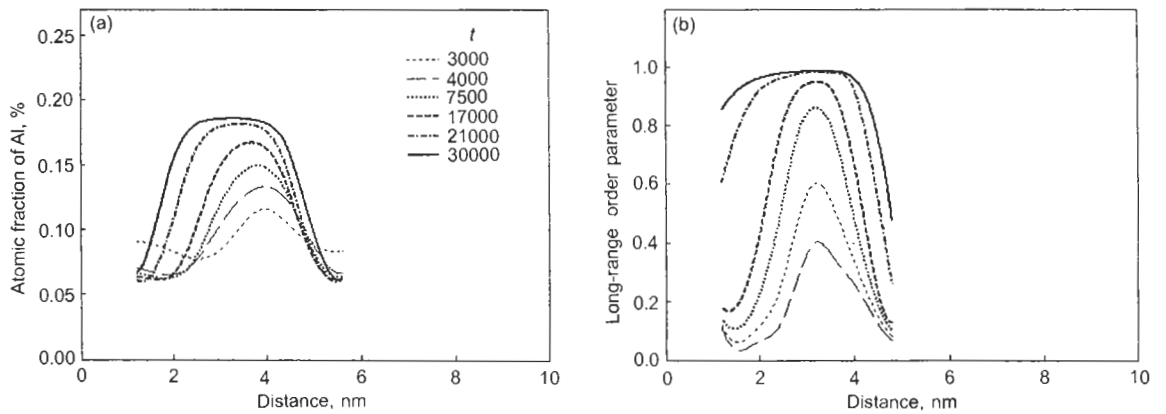 (a)
0.25
0.20
0.15
0.10
0.05
0.00
0 2 4 6 8 10
Atomic fraction of Al, %
Distance, nm
t
3000
4000
7500
17000
21000
30000
(b)
1.0
0.8
0.6
0.4
0.2
0.0
0 2 4 6 8 10
Long-range order parameter
Distance, nm